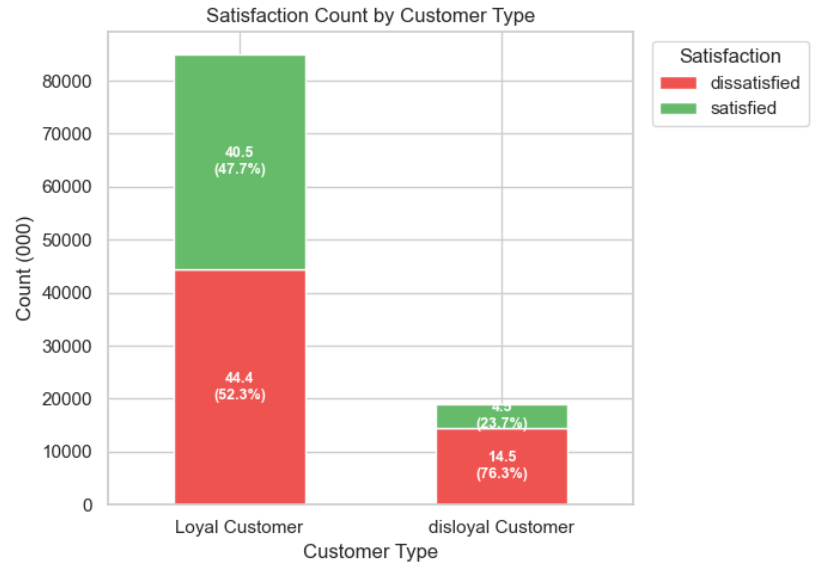 Satisfaction Count by Customer Type
Satisfaction
dissatisfied
satisfied
Count (000)
80000
70000
60000
50000
40000
30000
20000
10000
0
40.5
(47.7%)
44.4
(52.3%)
4.5
(23.7%)
14.5
(76.3%)
Loyal Customer
disloyal Customer
Customer Type